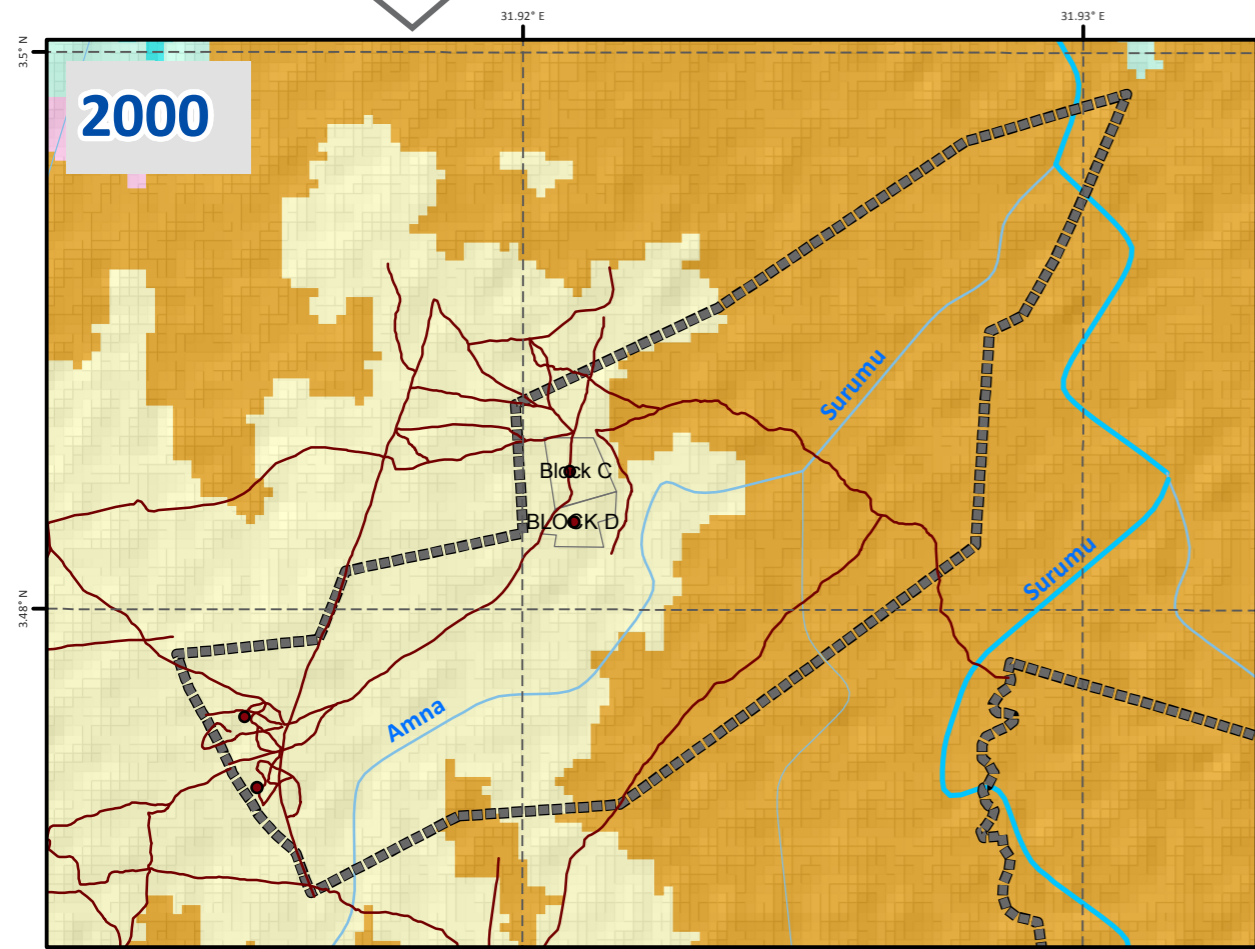 31.92° E
31.93° E
3.5° N
2000
Surumu
Block C
BLOCK D
Surumu
3.48° N
Amna